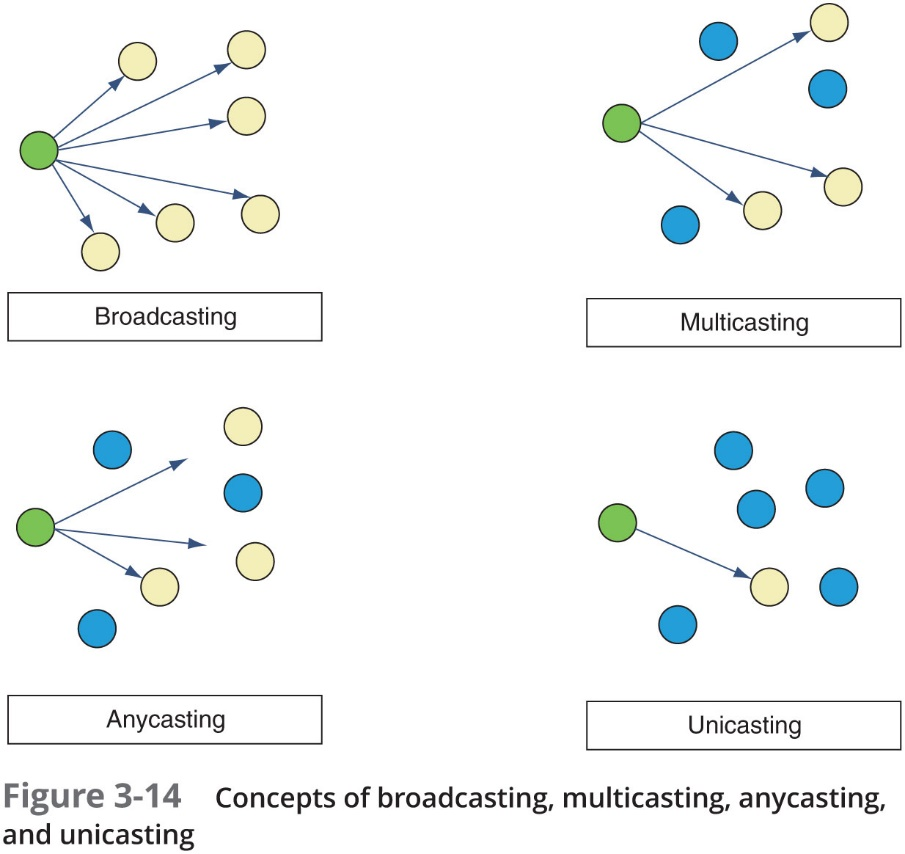 Broadcasting
Multicasting
Anycasting
Unicasting
Figure 3-14 Concepts of broadcasting, multicasting, anycasting,
and unicasting